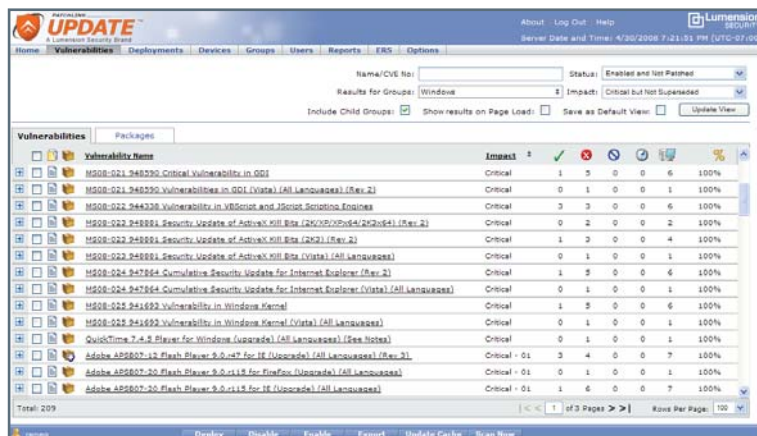 PATCHLINK
UPDATE™
A Lumension Security Brand
About Log Out Help
Lumension
SECURITY
Server Date and Time: 4/30/2008 7:21:51 PM (UTC-07:00
Home Vulnerabilities Deployments Devices Groups Users Reports ERS Options
Name/CVE No: Status: Enabled and Not Patched
Results for Groups: Windows Impact: Critical but Not Superseded
Include Child Groups: Show results on Page Load: Save as Default View: Update View
Vulnerabilities Packages
Vulnerability Name Impact %
MS08-021 948590 Critical Vulnerability in GDI Critical 1 5 0 0 6 100%
MS08-021 948590 Vulnerabilities in GDI (Vista) (All Languages) (Rev 2) Critical 0 1 0 0 1 100%
MS08-022 944338 Vulnerability in VBScript and JScript Scripting Engines Critical 3 3 0 0 6 100%
MS08-023 948881 Security Update of ActiveX Kill Bits (2K/XP/XPx64/2K3x64) (Rev 2) Critical 0 2 0 0 2 100%
MS08-023 948881 Security Update of ActiveX Kill Bits (2K3) (Rev 2) Critical 1 3 0 0 4 100%
MS08-023 948881 Security Update of ActiveX Kill Bits (Vista) (All Languages) Critical 0 1 0 0 1 100%
MS08-024 947864 Cumulative Security Update for Internet Explorer (Rev 2) Critical 1 5 0 0 6 100%
MS08-024 947864 Cumulative Security Update for Internet Explorer (Vista) (All Languages) Critical 0 1 0 0 1 100%
MS08-025 941693 Vulnerability in Windows Kernel Critical 1 5 0 0 6 100%
MS08-025 941693 Vulnerability in Windows Kernel (Vista) (All Languages) Critical 0 1 0 0 1 100%
QuickTime 7.4.5 Player for Windows (Upgrade) (All Languages) (See Notes) Critical 0 1 0 0 1 100%
Adobe APSB07-12 Flash Player 9.0.r47 for IE (Upgrade) (All Languages) (Rev 3) Critical - 01 3 4 0 0 7 100%
Adobe APSB07-20 Flash Player 9.0.r115 for FireFox (Upgrade) (All Languages) Critical - 01 0 1 0 0 1 100%
Adobe APSB07-20 Flash Player 9.0.r115 for IE (Upgrade) (All Languages) Critical - 01 1 6 0 0 7 100%
Total: 209 |< < 1 of 3 Pages > >| Rows Per Page: 100
Deploy Disable Enable Export Update Cache Scan Now